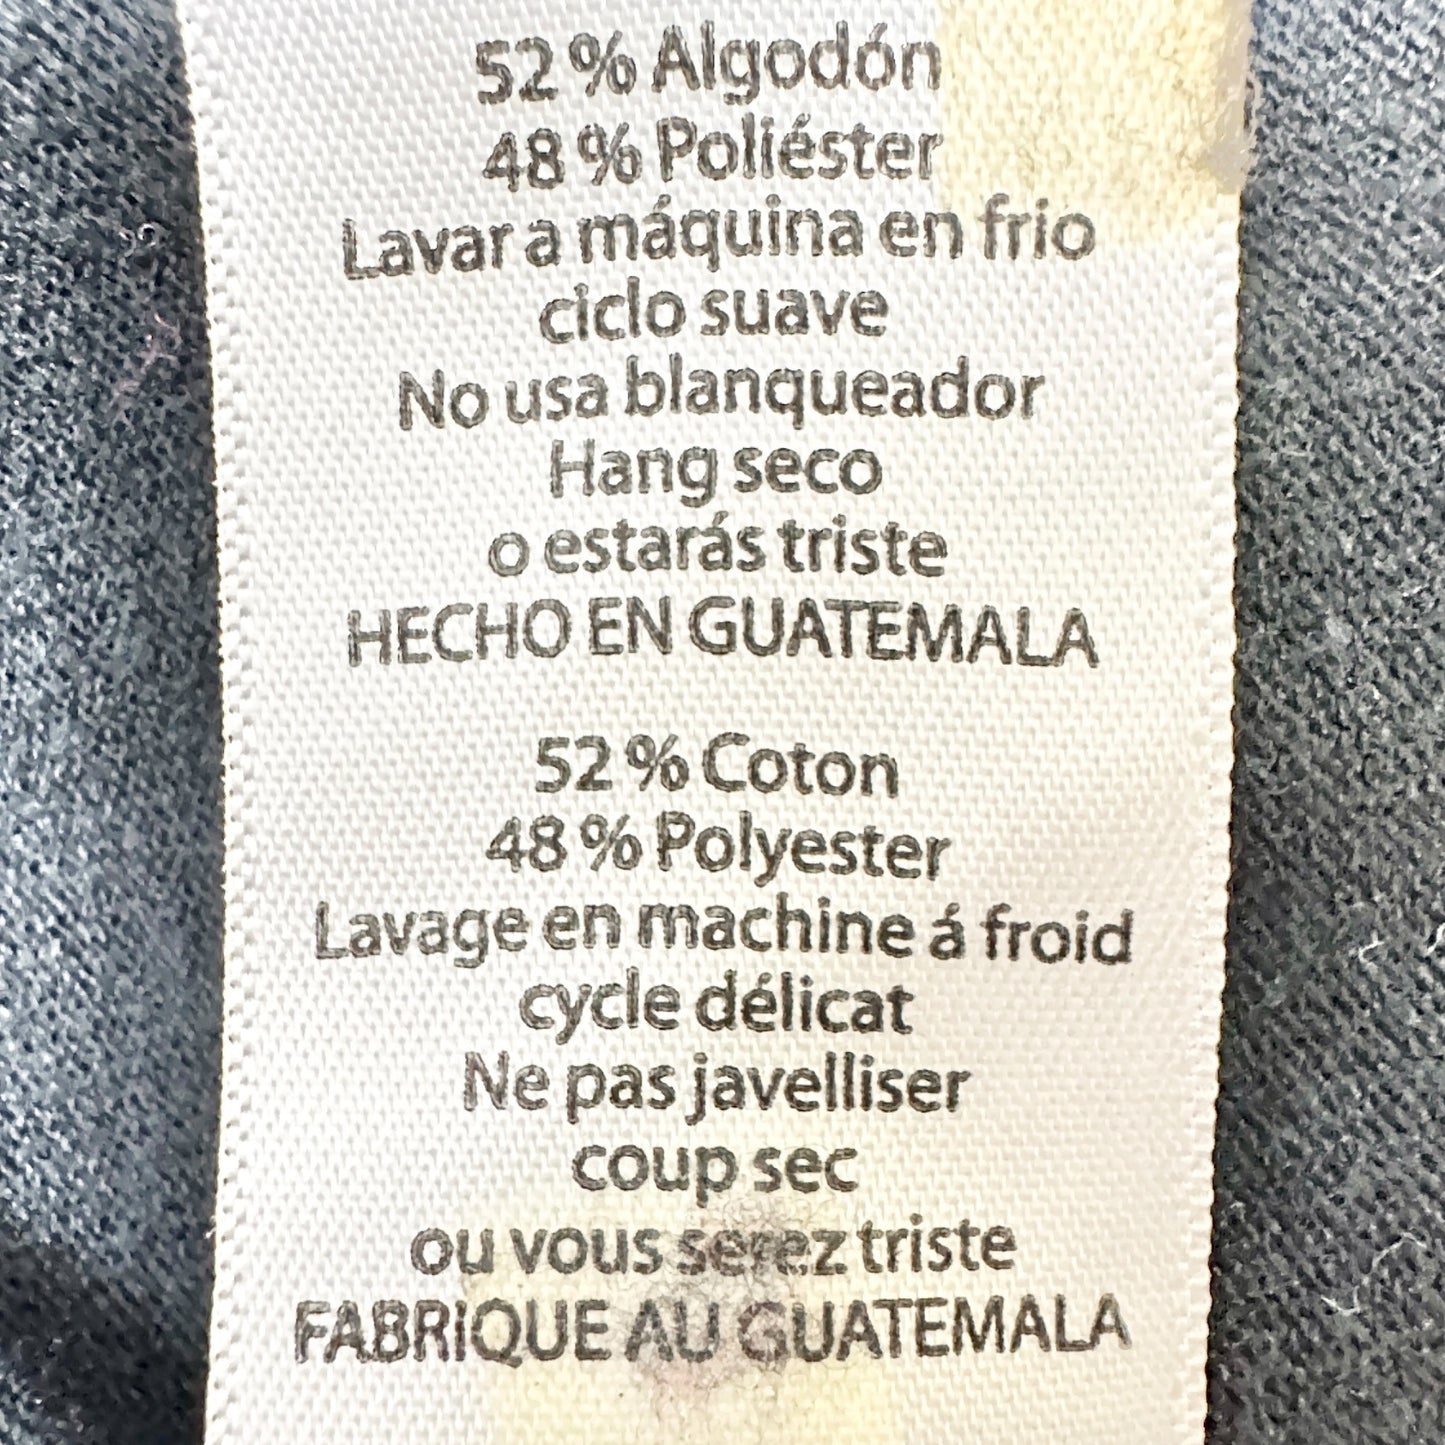 52 % Algodón
48 % Poliéster
Lavar a máquina en frio
ciclo suave
No usa blanqueador
Hang seco
o estarás triste
HECHO EN GUATEMALA
52 % Coton
48 % Polyester
Lavage en machine á froid
cycle délicat
Ne pas javelliser
coup sec
ou vous serez triste
FABRIQUE AU GUATEMALA